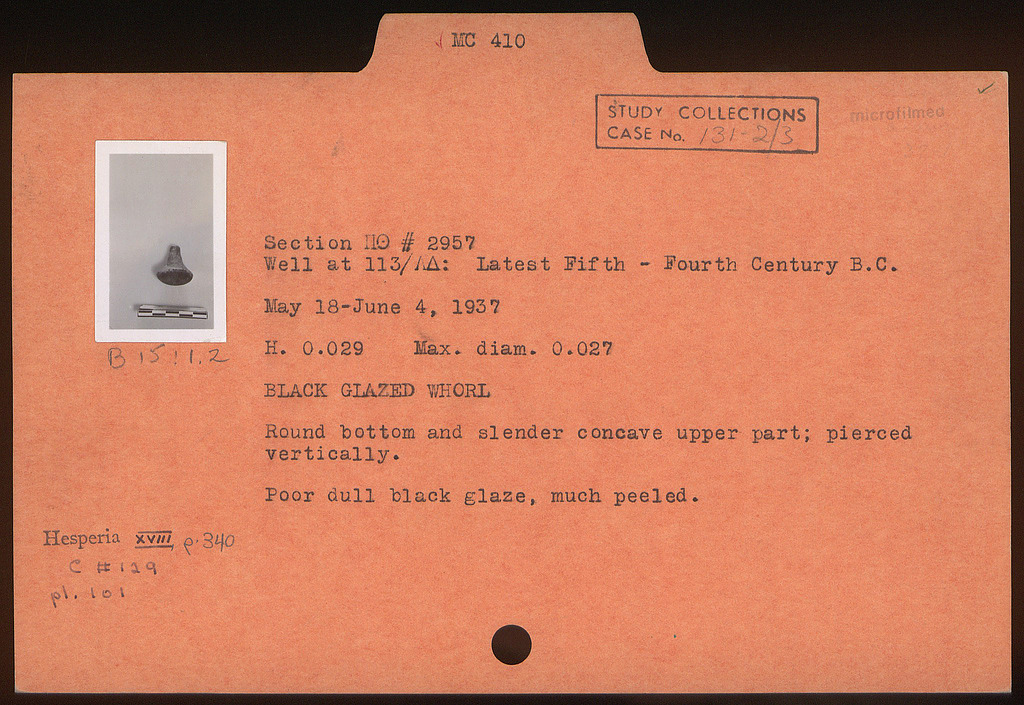 MC 410
STUDY COLLECTIONS
CASE No. 131-2/3
microfilmed
Section ΠΘ # 2957
Well at 113/ΛΔ: Latest Fifth - Fourth Century B.C.
May 18-June 4, 1937
H. 0.029 Max. diam. 0.027
B 15:1.2
BLACK GLAZED WHORL
Round bottom and slender concave upper part; pierced
vertically.
Poor dull black glaze, much peeled.
Hesperia XVIII, p. 340
C #129
pl. 101